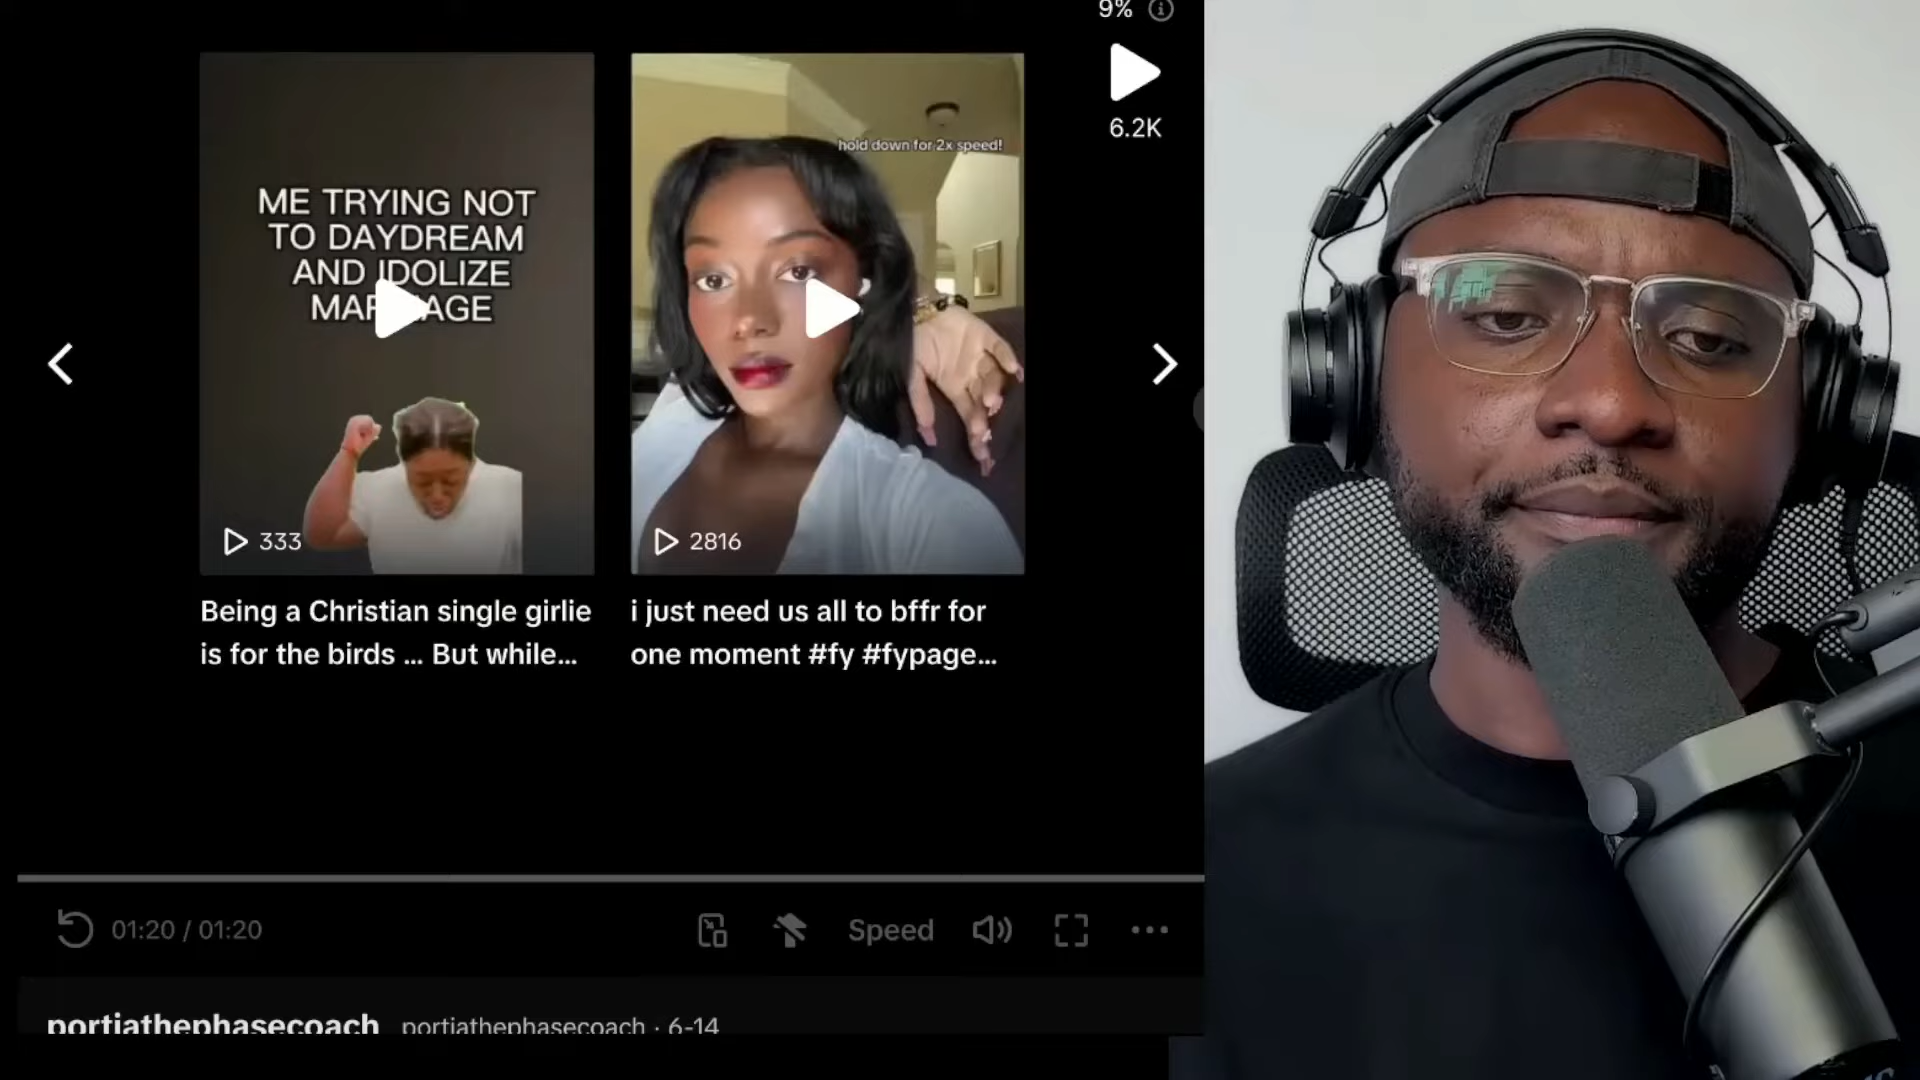 9%
6.2K
hold down for 2x speed!
ME TRYING NOT
TO DAYDREAM
AND IDOLIZE
333
2816
Being a Christian single girlie
is for the birds ... But while...
i just need us all to bffr for
one moment #fy #fypage...
01:20 / 01:20
Speed
portiathephasecoach portiathephasecoach · 6-14